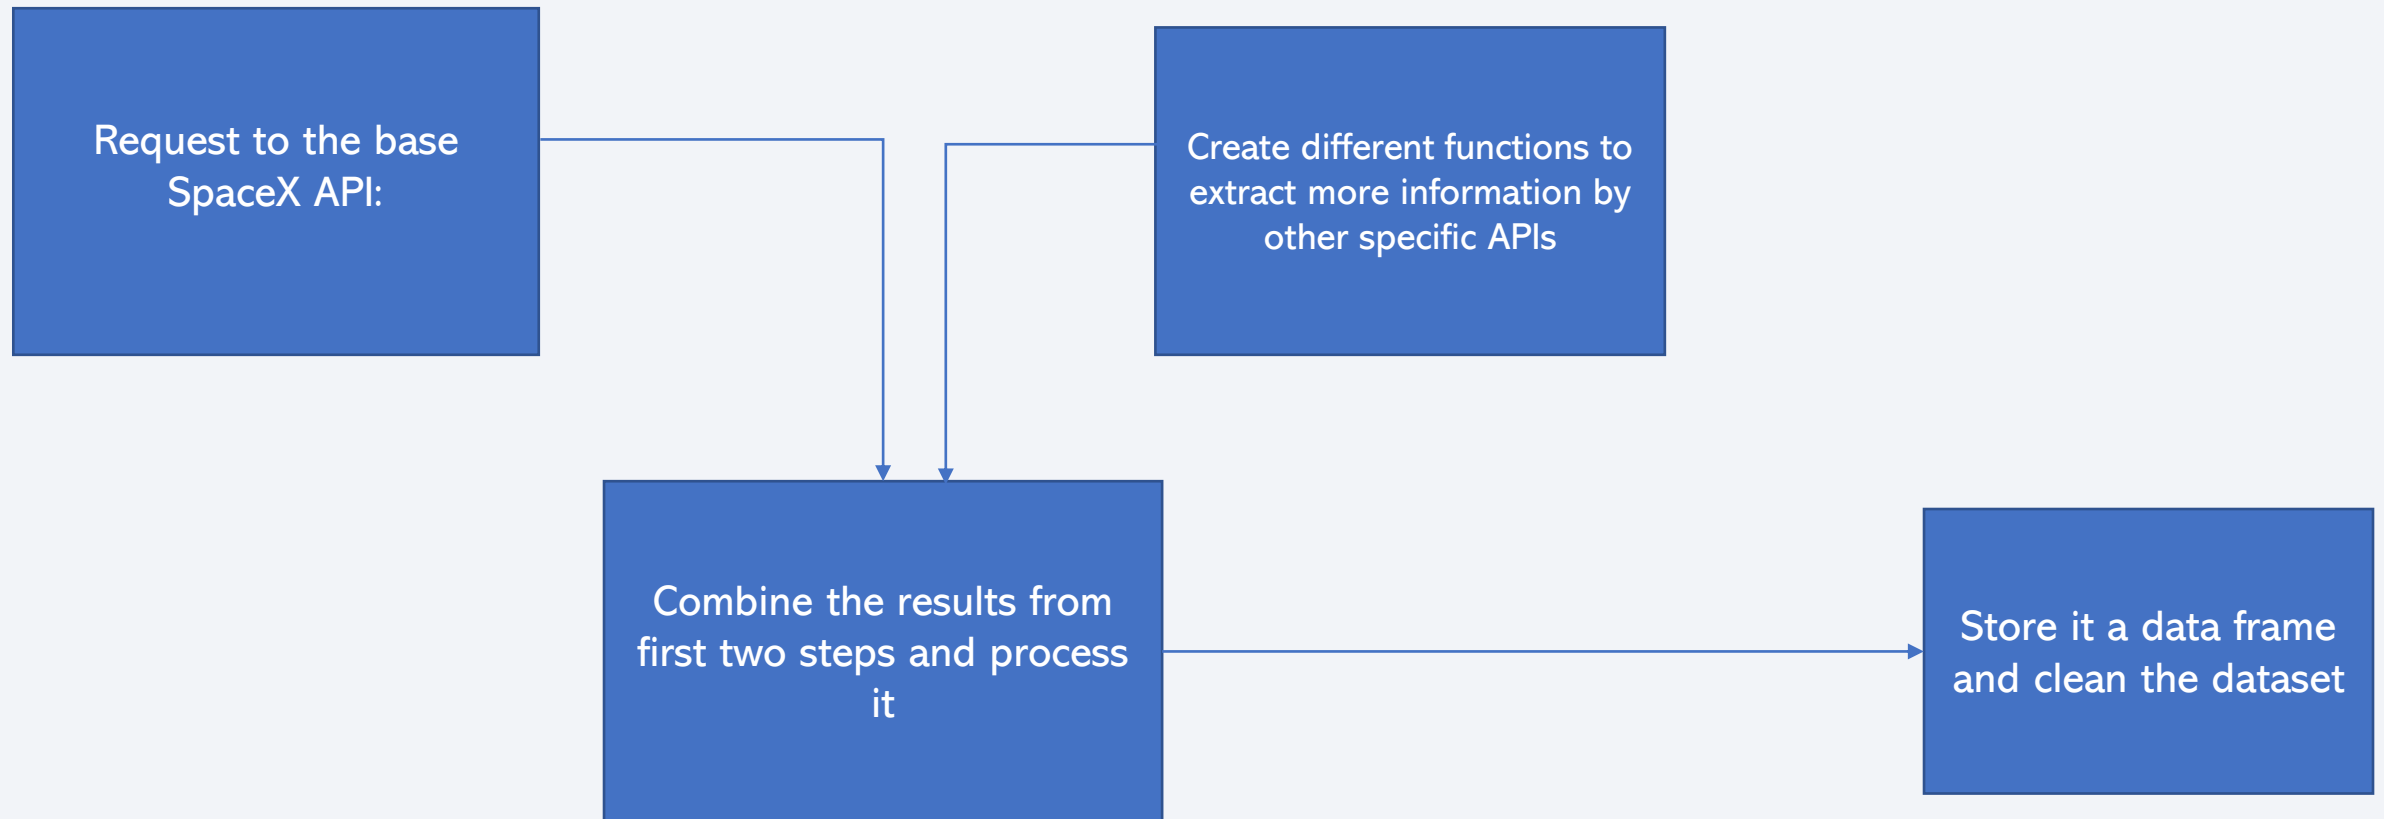 Request to the base
SpaceX API:
Create different functions to
extract more information by
other specific APIs
Combine the results from
first two steps and process
it
Store it a data frame
and clean the dataset